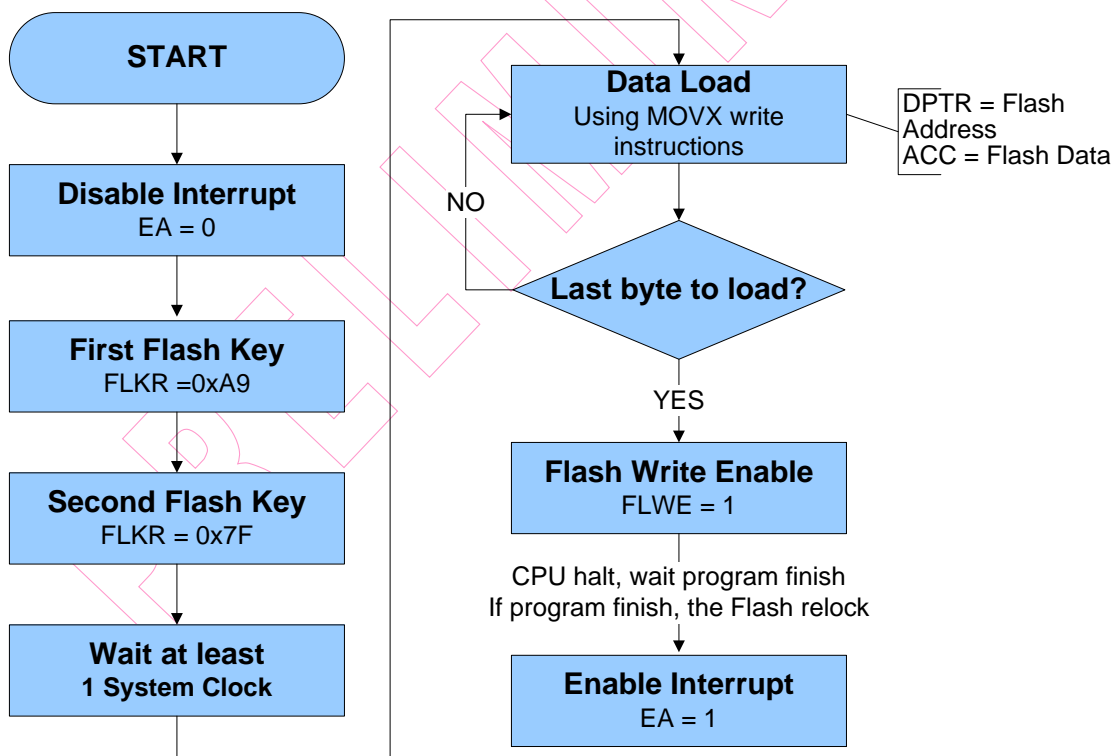 START
Disable Interrupt
EA = 0
First Flash Key
FLKR =0xA9
Second Flash Key
FLKR = 0x7F
Wait at least
1 System Clock
Data Load
Using MOVX write
instructions
DPTR = Flash
Address
ACC = Flash Data
NO
Last byte to load?
YES
Flash Write Enable
FLWE = 1
CPU halt, wait program finish
If program finish, the Flash relock
Enable Interrupt
EA = 1